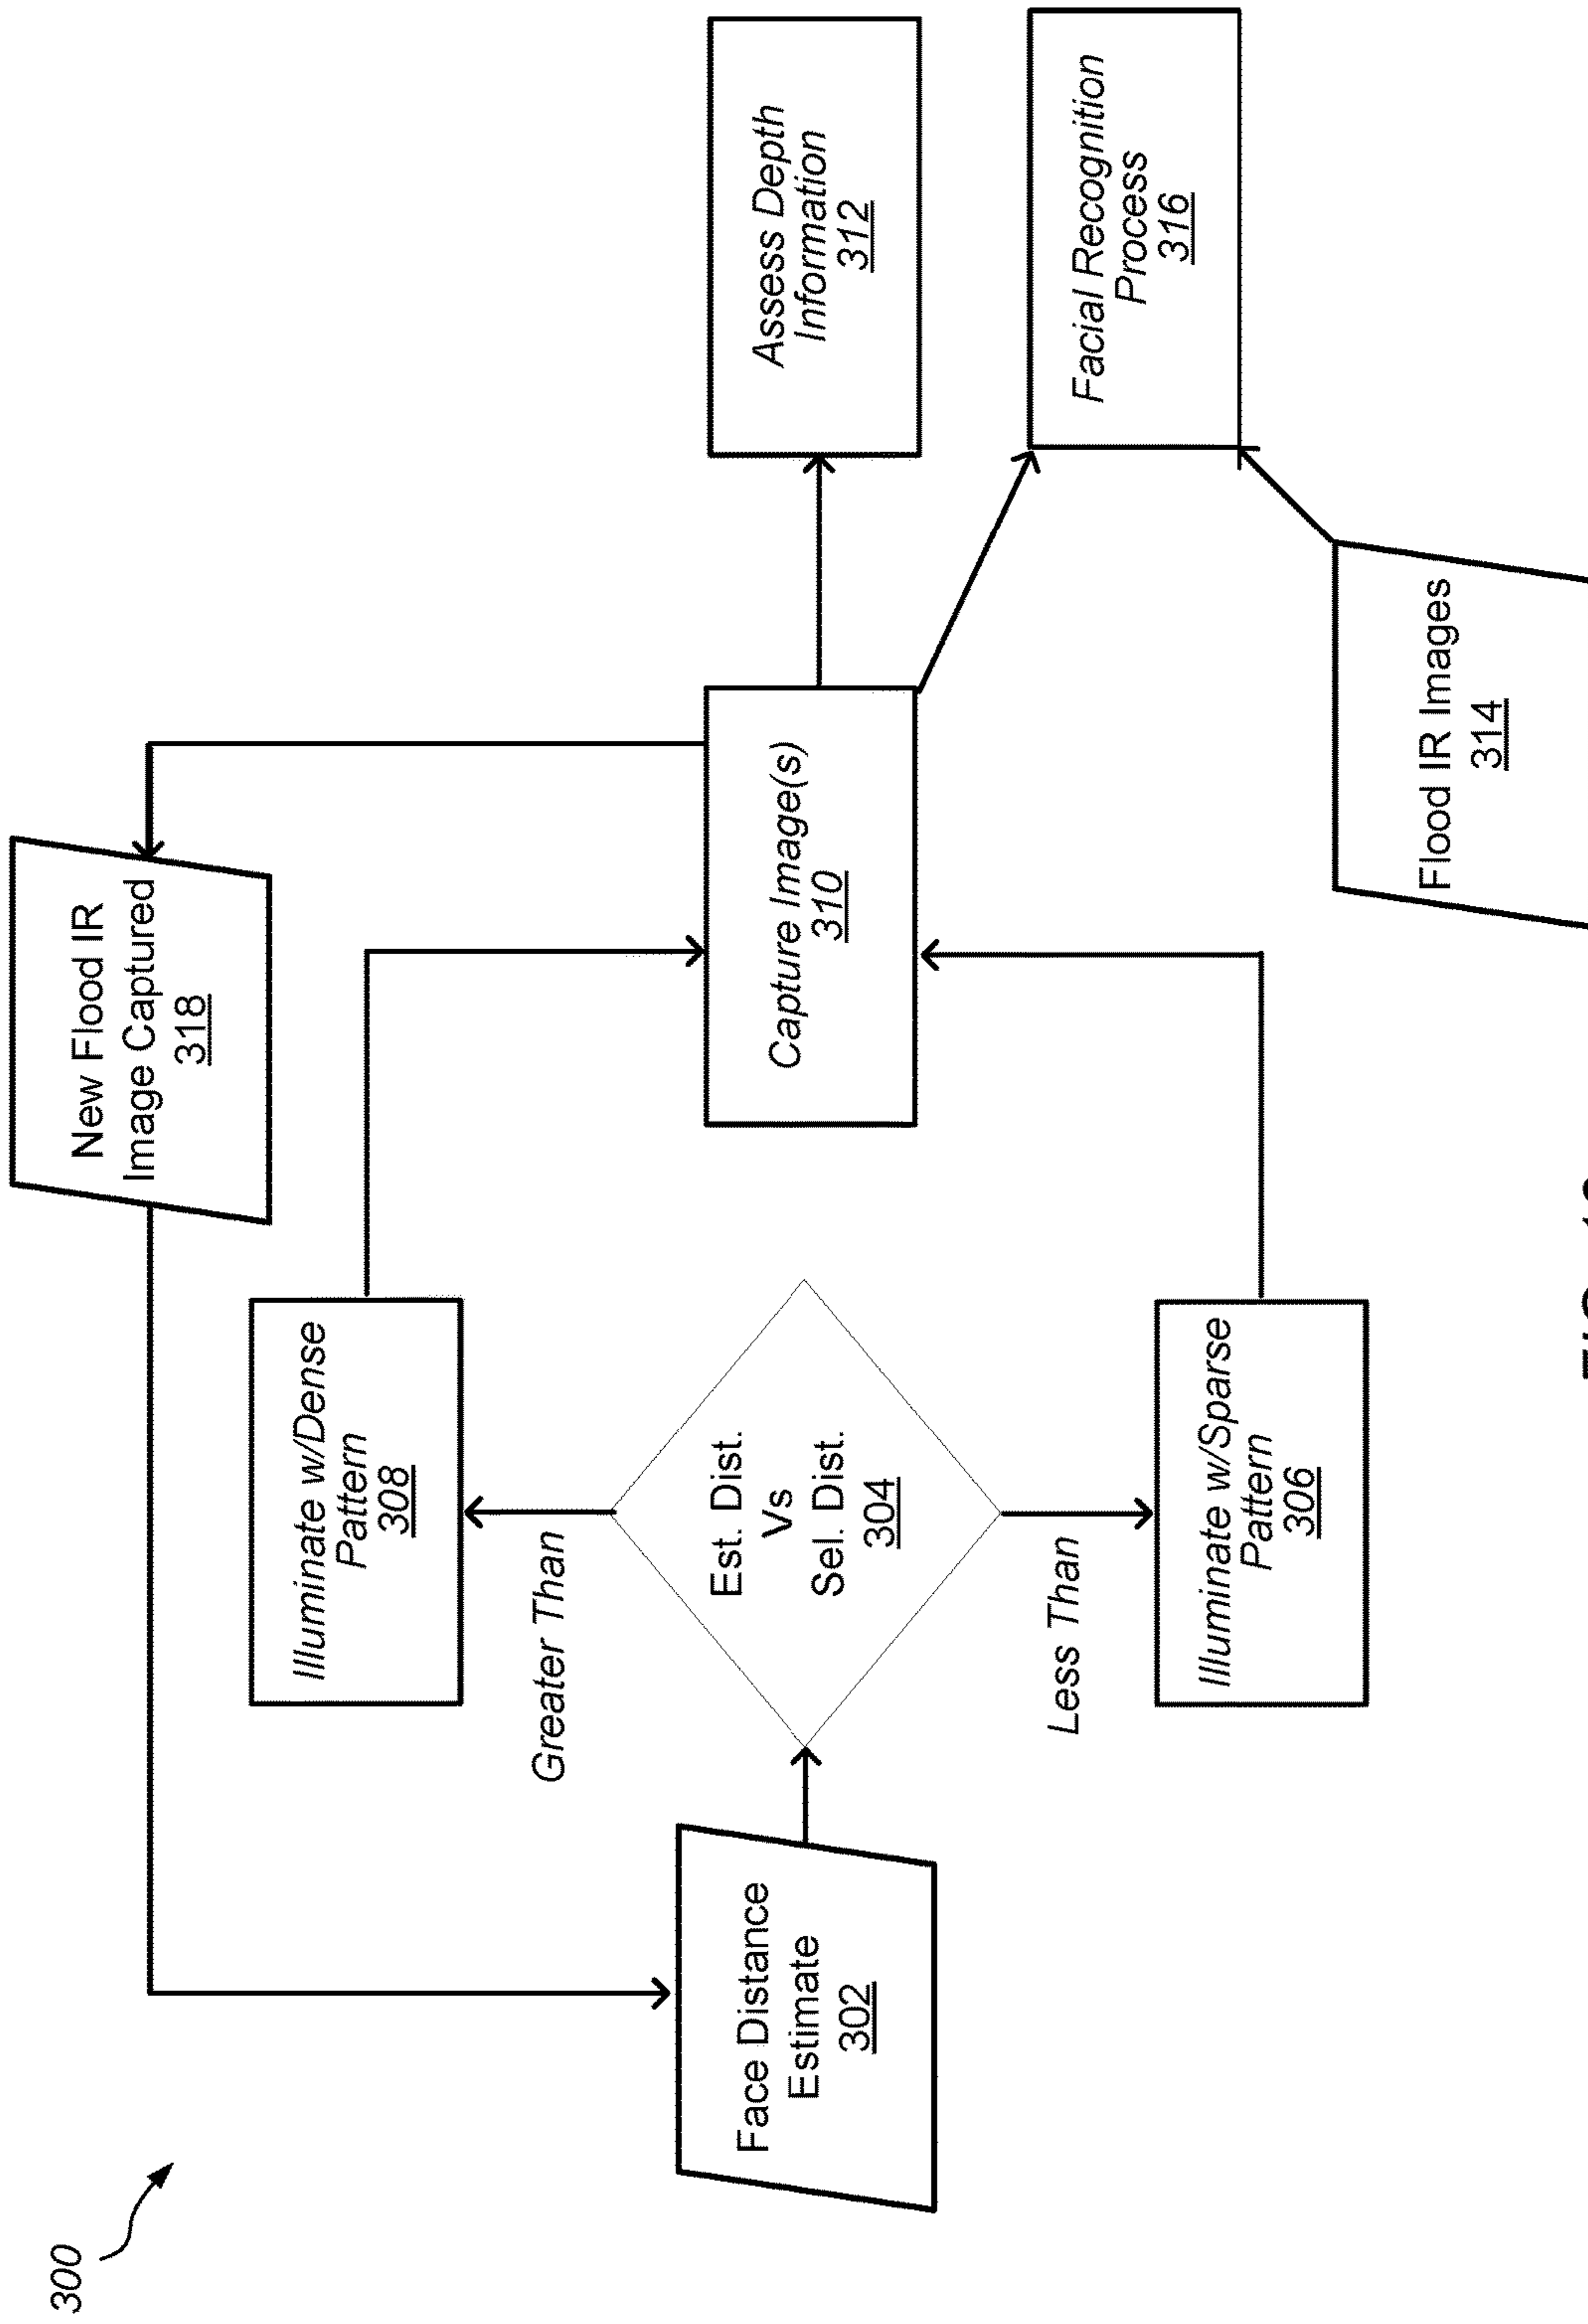 300
New Flood IR
Image Captured
318
Illuminate w/Dense
Pattern
308
Greater Than
Face Distance
Estimate
302
Est. Dist.
Vs
Sel. Dist.
304
Capture Image(s)
310
Assess Depth
Information
312
Less Than
Illuminate w/Sparse
Pattern
306
Facial Recognition
Process
316
Flood IR Images
314